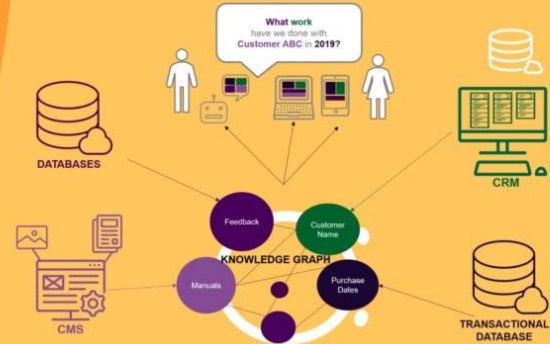 What work
have we done with
Customer ABC in 2019?
DATABASES
CRM
Feedback
Customer
Name
KNOWLEDGE GRAPH
Manuals
Purchase
Dates
CMS
TRANSACTIONAL
DATABASE